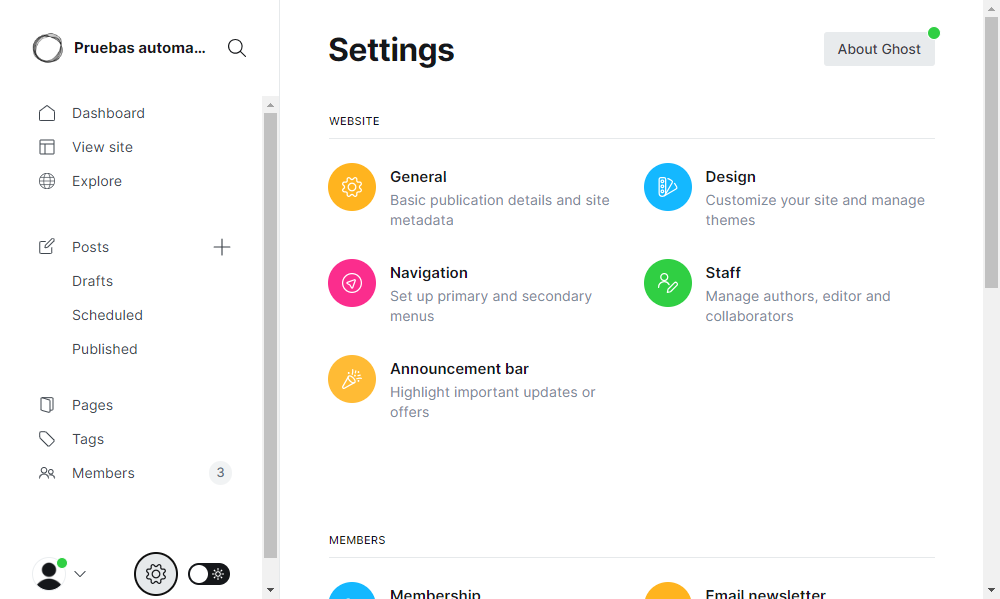 Pruebas automa...
Dashboard
View site
Explore
Posts
Drafts
Scheduled
Published
Pages
Tags
Members
3
Settings
About Ghost
WEBSITE
General
Basic publication details and site
metadata
Design
Customize your site and manage
themes
Navigation
Set up primary and secondary
menus
Staff
Manage authors, editor and
collaborators
Announcement bar
Highlight important updates or
offers
MEMBERS
Membership
Email newsletter